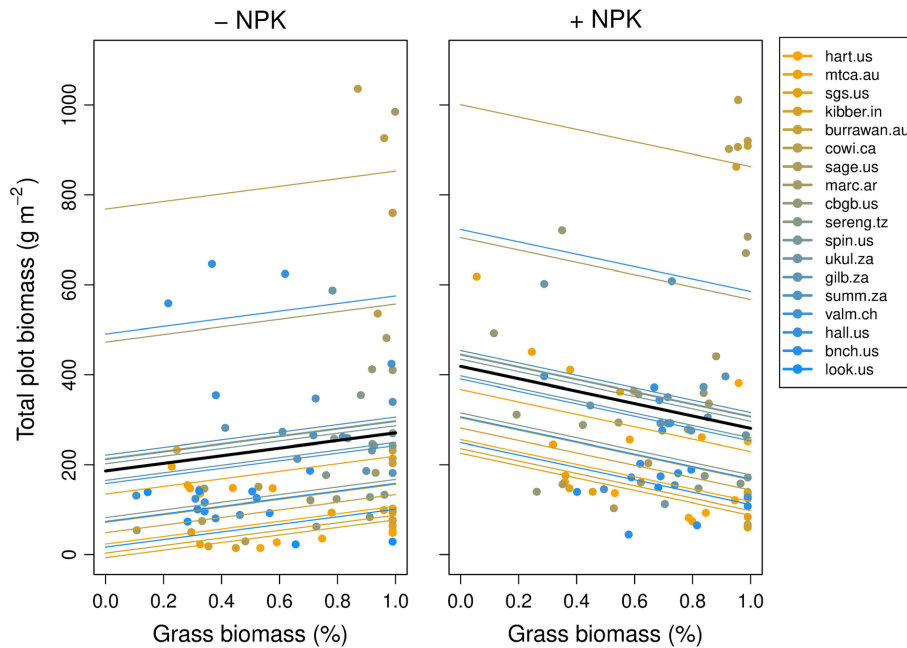 − NPK
+ NPK
Total plot biomass (g m−2)
1000
800
600
400
200
0
0.0 0.2 0.4 0.6 0.8 1.0
0.0 0.2 0.4 0.6 0.8 1.0
Grass biomass (%)
Grass biomass (%)
hart.us
mtca.au
sgs.us
kibber.in
burrawan.au
cowi.ca
sage.us
marc.ar
cbgb.us
sereng.tz
spin.us
ukul.za
gilb.za
summ.za
valm.ch
hall.us
bnch.us
look.us